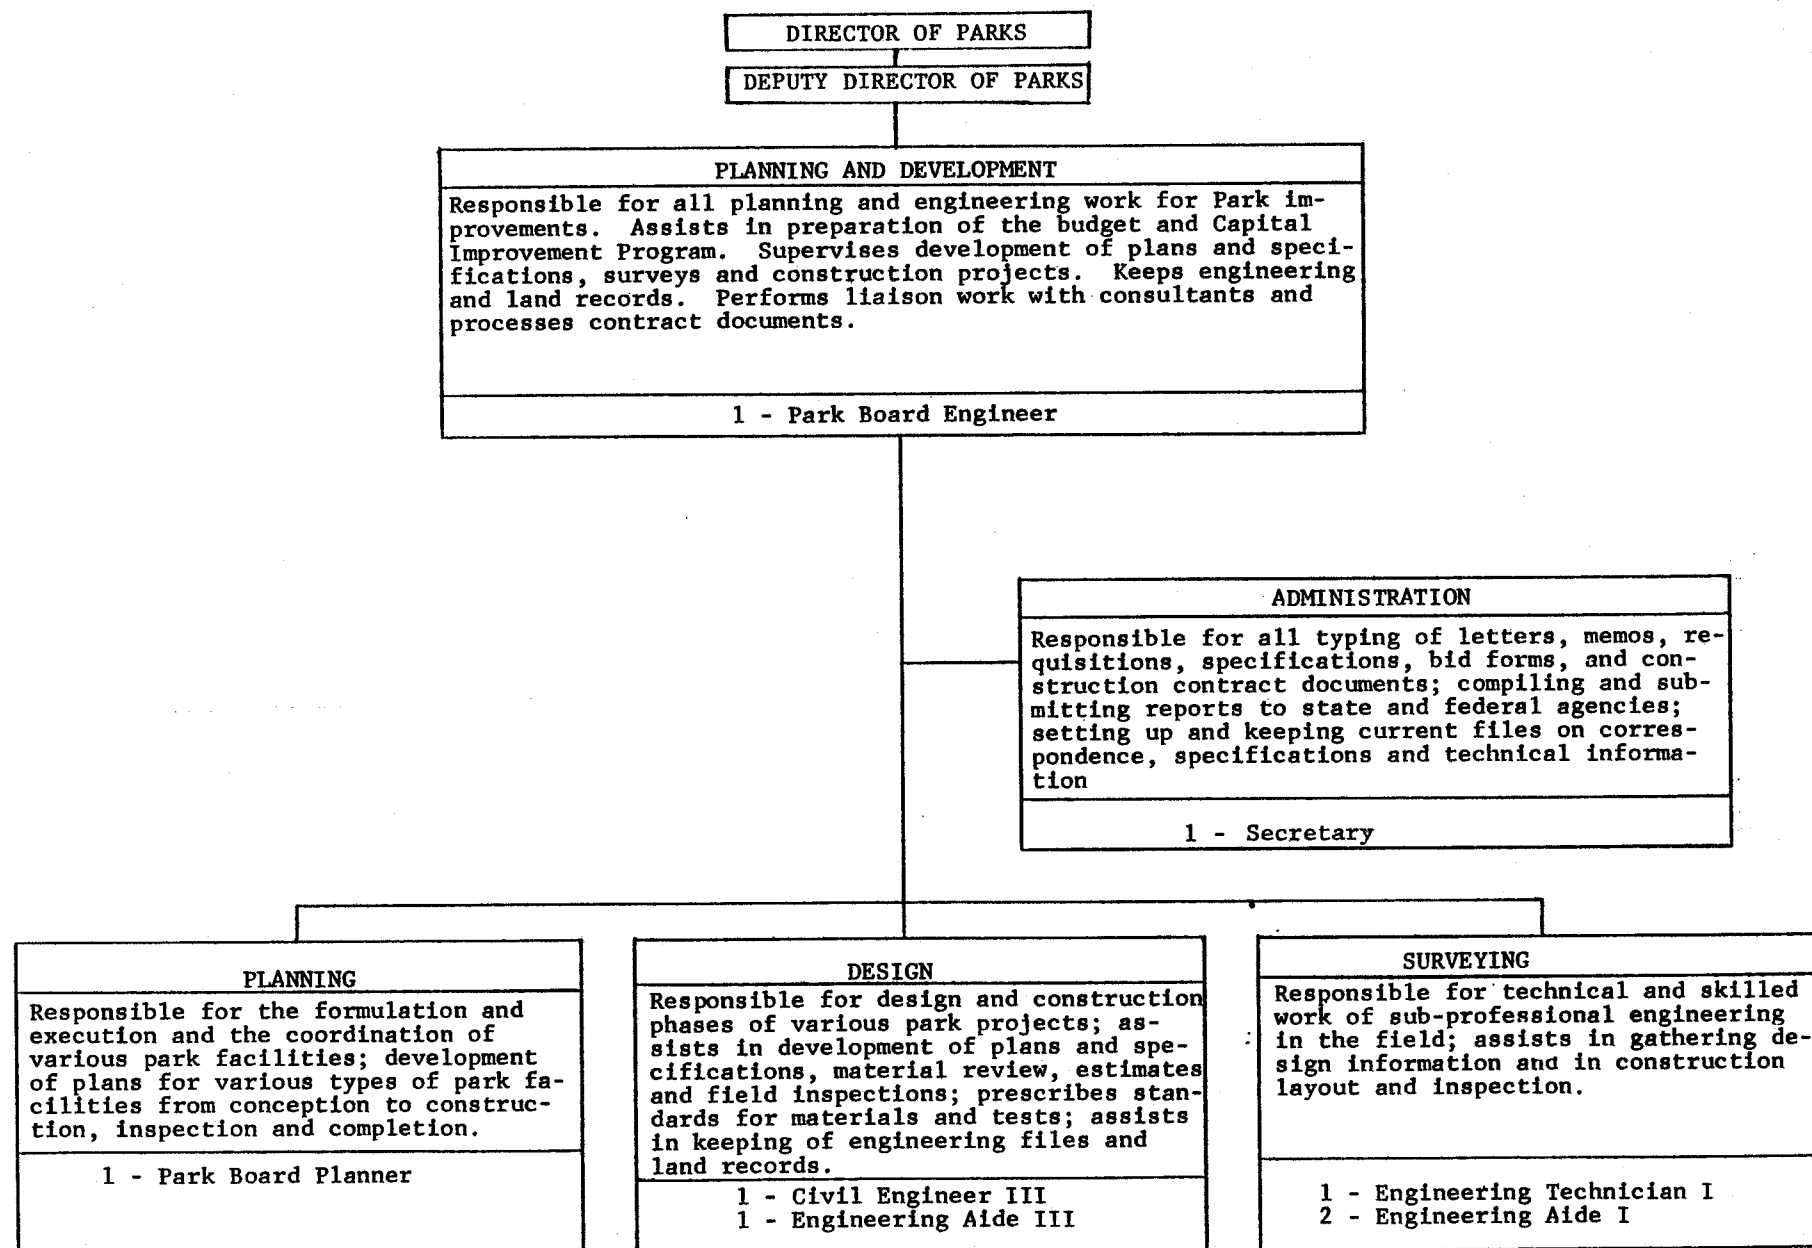 DIRECTOR OF PARKS
DEPUTY DIRECTOR OF PARKS
PLANNING AND DEVELOPMENT
Responsible for all planning and engineering work for Park im-
provements. Assists in preparation of the budget and Capital
Improvement Program. Supervises development of plans and speci-
fications, surveys and construction projects. Keeps engineering
and land records. Performs liaison work with consultants and
processes contract documents.
1 - Park Board Engineer
ADMINISTRATION
Responsible for all typing of letters, memos, re-
quisitions, specifications, bid forms, and con-
struction contract documents; compiling and sub-
mitting reports to state and federal agencies;
setting up and keeping current files on corres-
pondence, specifications and technical informa-
tion
1 - Secretary
PLANNING
Responsible for the formulation and
execution and the coordination of
various park facilities; development
of plans for various types of park fa-
cilities from conception to construc-
tion, inspection and completion.
1 - Park Board Planner
DESIGN
Responsible for design and construction
phases of various park projects; as-
sists in development of plans and spe-
cifications, material review, estimates
and field inspections; prescribes stan-
dards for materials and tests; assists
in keeping of engineering files and
land records.
1 - Civil Engineer III
1 - Engineering Aide III
SURVEYING
Responsible for technical and skilled
work of sub-professional engineering
in the field; assists in gathering de-
sign information and in construction
layout and inspection.
1 - Engineering Technician I
2 - Engineering Aide I